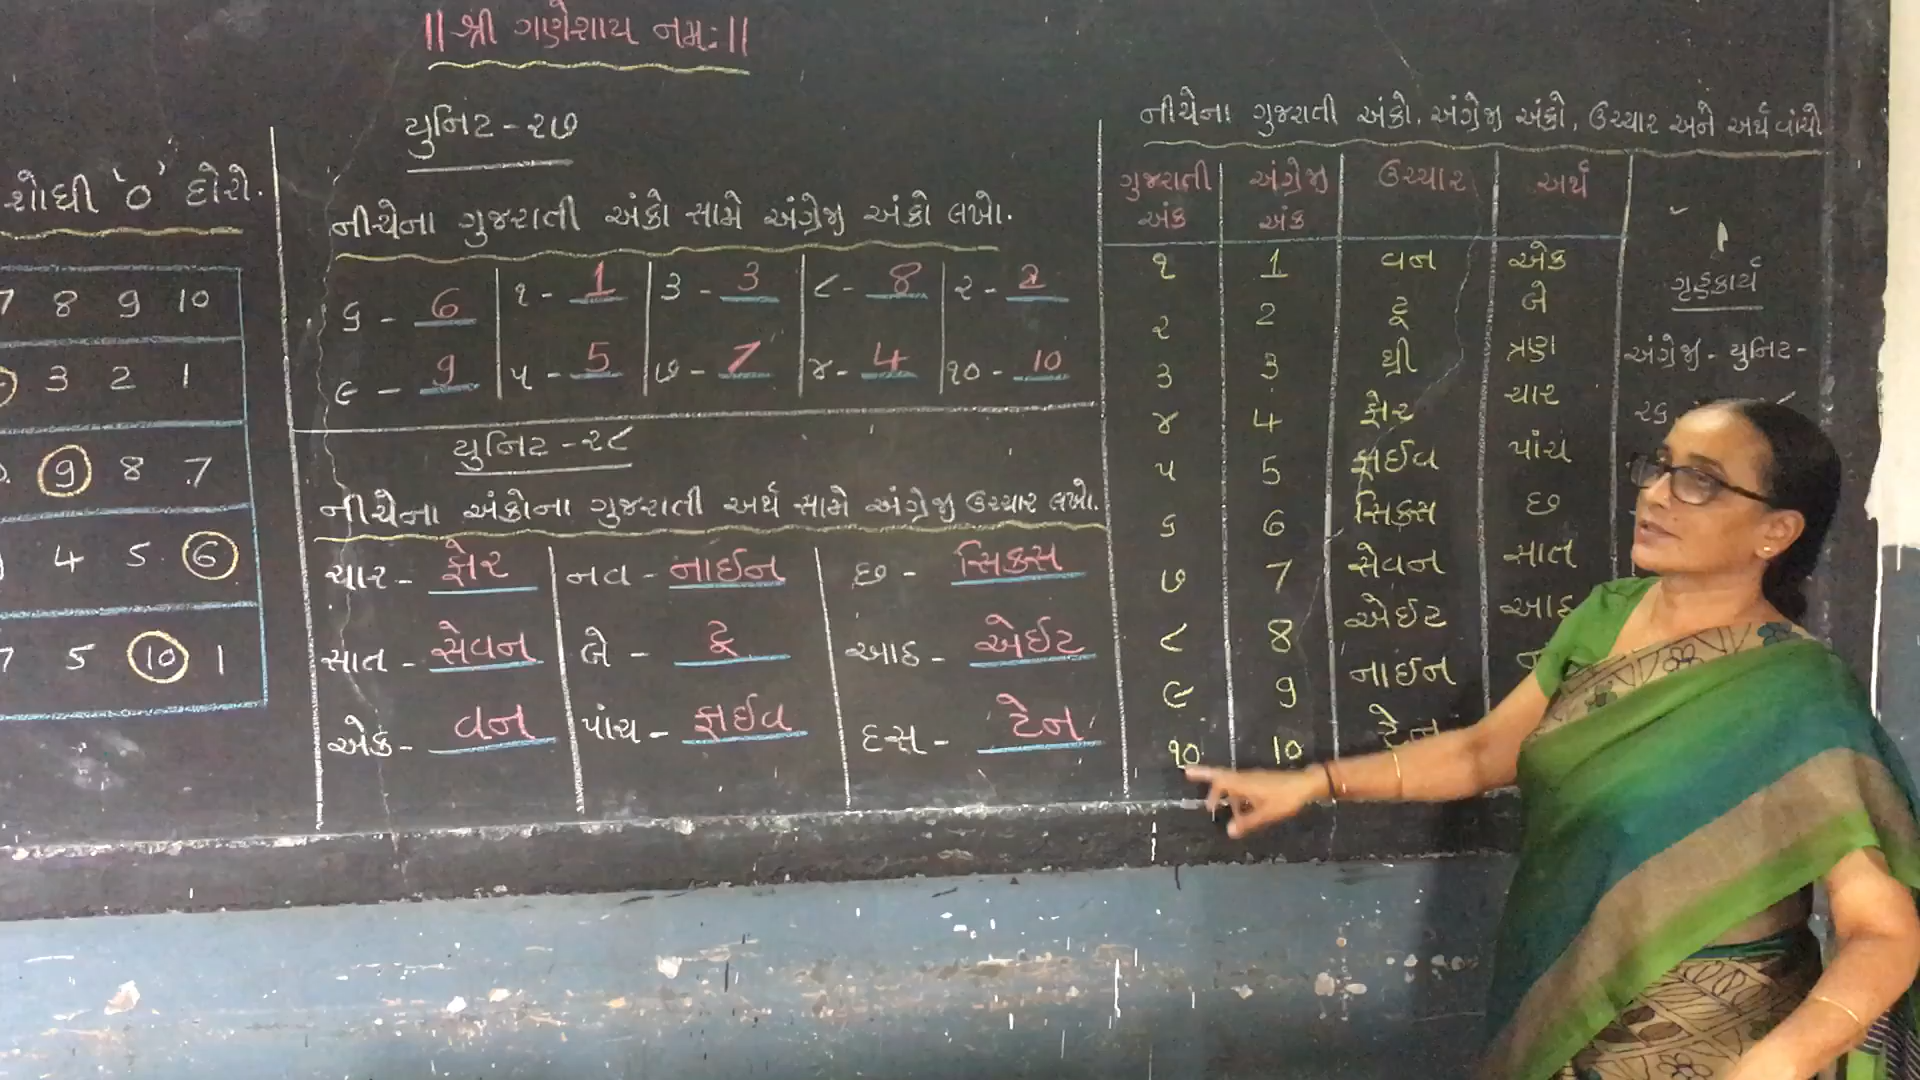 ||શ્રી ગણેશાય નમ:||
શોધી '૦' દોરો.
7 8 9 10
3 2 1
9 8 7
4 5 6
7 5 10 1
યુનિટ - ૨૭
નીચેના ગુજરાતી અંકો સામે અંગ્રેજી અંકો લખો.
૬ - 6 ૧ - 1 ૩ - 3 ૮ - 8 ૨ - 2
૯ - 9 ૫ - 5 ૭ - 7 ૪ - 4 ૧૦ - 10
યુનિટ - ૨૮
નીચેના અંકોના ગુજરાતી અર્થ સામે અંગ્રેજી ઉચ્ચાર લખો.
ચાર - ફોર નવ - નાઈન છ - સિક્સ
સાત - સેવન બે - ટૂ આઠ - એઈટ
એક - વન પાંચ - ફાઈવ દસ - ટેન
નીચેના ગુજરાતી અંકો, અંગ્રેજી અંકો, ઉચ્ચાર અને અર્થ વાંચો
ગુજરાતી અંક અંગ્રેજી અંક ઉચ્ચાર અર્થ
૧ 1 વન એક
૨ 2 ટૂ બે
૩ 3 થ્રી ત્રણ
૪ 4 ફોર ચાર
૫ 5 ફાઈવ પાંચ
૬ 6 સિક્સ છ
૭ 7 સેવન સાત
૮ 8 એઈટ આઠ
૯ 9 નાઈન
૧૦ 10 ટેન
ગૃહકાર્ય
અંગ્રેજી - યુનિટ -
૨૬